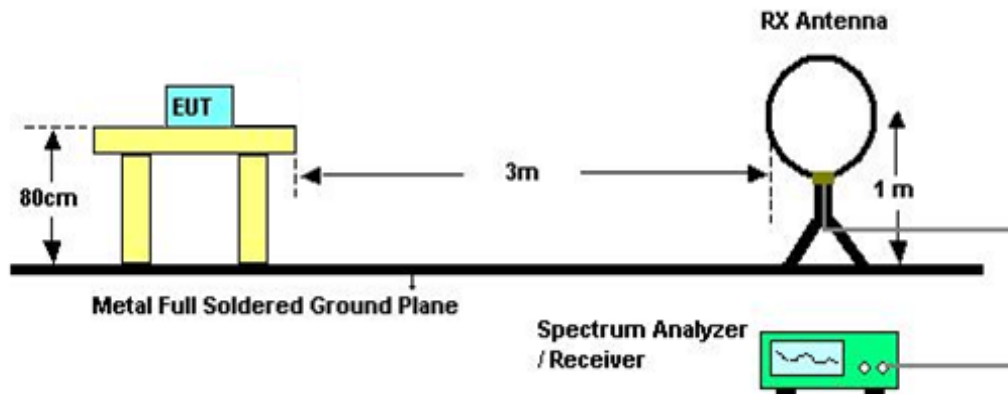 RX Antenna
EUT
3m
80cm
1 m
Metal Full Soldered Ground Plane
Spectrum Analyzer
/ Receiver